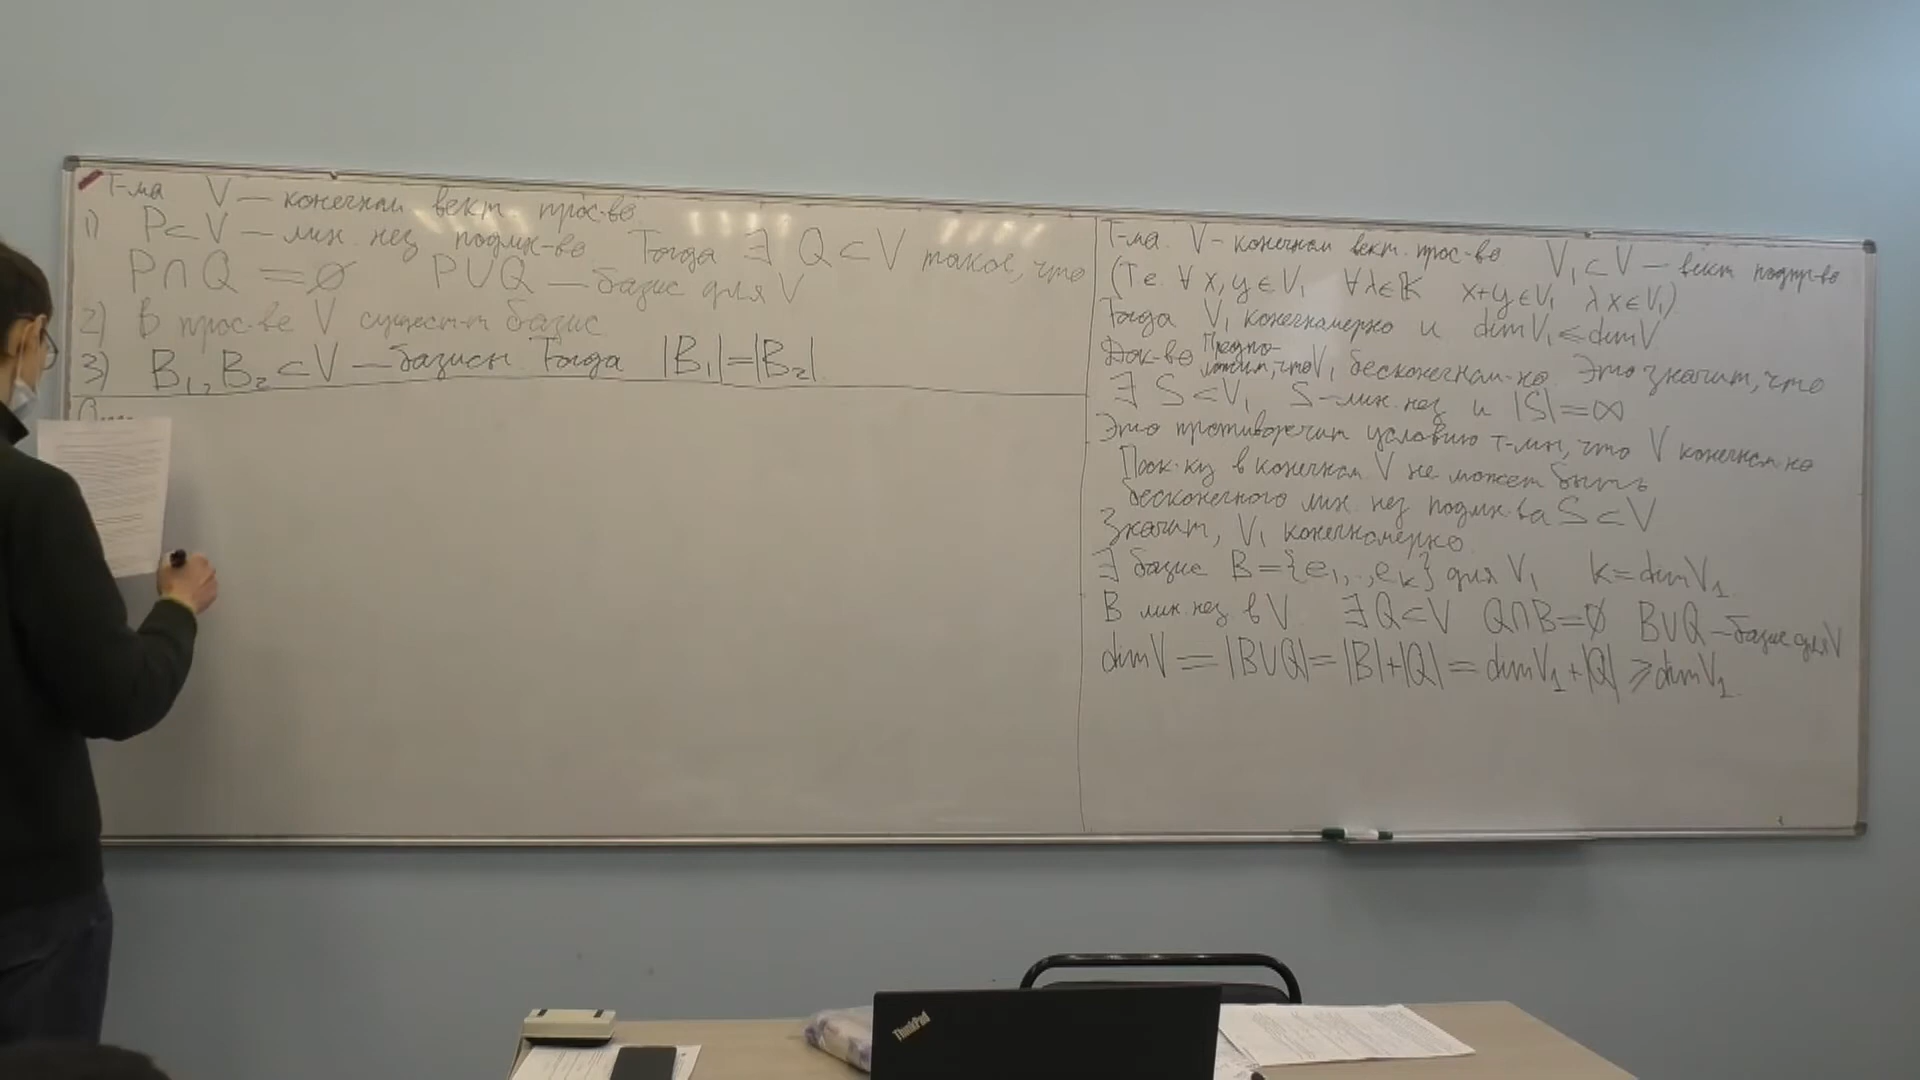 Т-ма V — конечном. вект. прос-во
1) P⊂V — лин. нез. подмн-во. Тогда ∃ Q⊂V такое, что
P∩Q = ∅ P∪Q — базис для V
2) В прос-ве V сущест-т базис
3) B₁, B₂⊂V — базисы. Тогда |B₁|=|B₂|.
Т-ма. V — конечном. вект. прос-во V₁⊂V — вект. подпр-во
(Т.е. ∀ x, y ∈ V₁ ∀ λ∈𝕜 x+y∈V₁ λx∈V₁)
Тогда V₁ конечномерно и dim V₁ ⩽ dim V
Док-во Предпо-
ложим, что V₁ бесконечном-но. Это значит, что
∃ S⊂V₁ S — лин. нез. и |S|=∞
Это противоречит условию т-мы, что V конечном-но
Поск-ку в конечном. V не может быть
бесконечного лин. нез. подмн-ва S⊂V
Значит, V₁ конечномерно.
∃ базис B={e₁,..,eₖ} для V₁ k=dim V₁
B лин. нез. в V ∃Q⊂V Q∩B=∅ B∪Q — базис для V
dim V = |B∪Q| = |B|+|Q| = dim V₁+|Q| ⩾ dim V₁.
ThinkPad